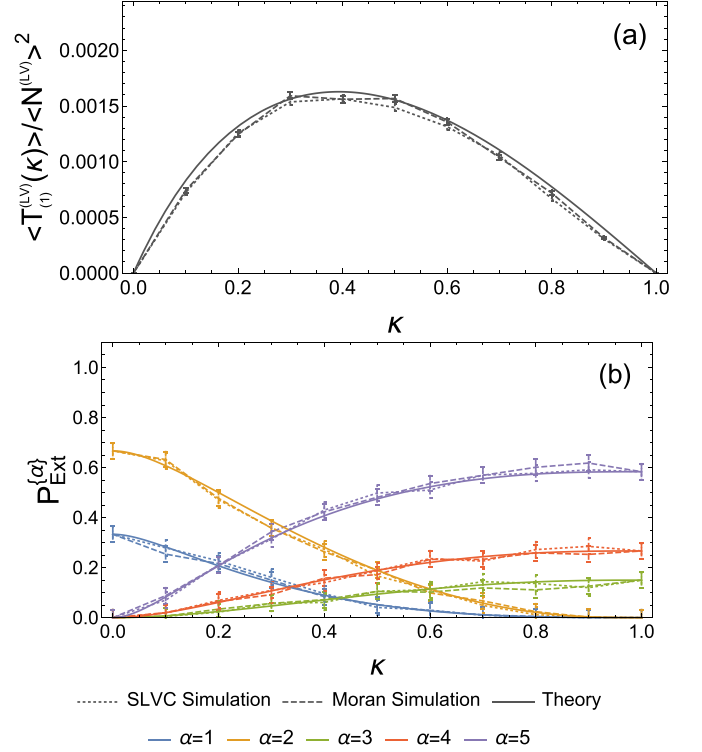 (a)
<T₍₁₎⁽ᴸⱽ⁾(κ)>/<N⁽ᴸⱽ⁾>²
0.0020
0.0015
0.0010
0.0005
0.0000
0.0 0.2 0.4 0.6 0.8 1.0
κ
(b)
P_Ext^{α}
1.0
0.8
0.6
0.4
0.2
0.0
0.0 0.2 0.4 0.6 0.8 1.0
κ
SLVC Simulation Moran Simulation Theory
α=1 α=2 α=3 α=4 α=5